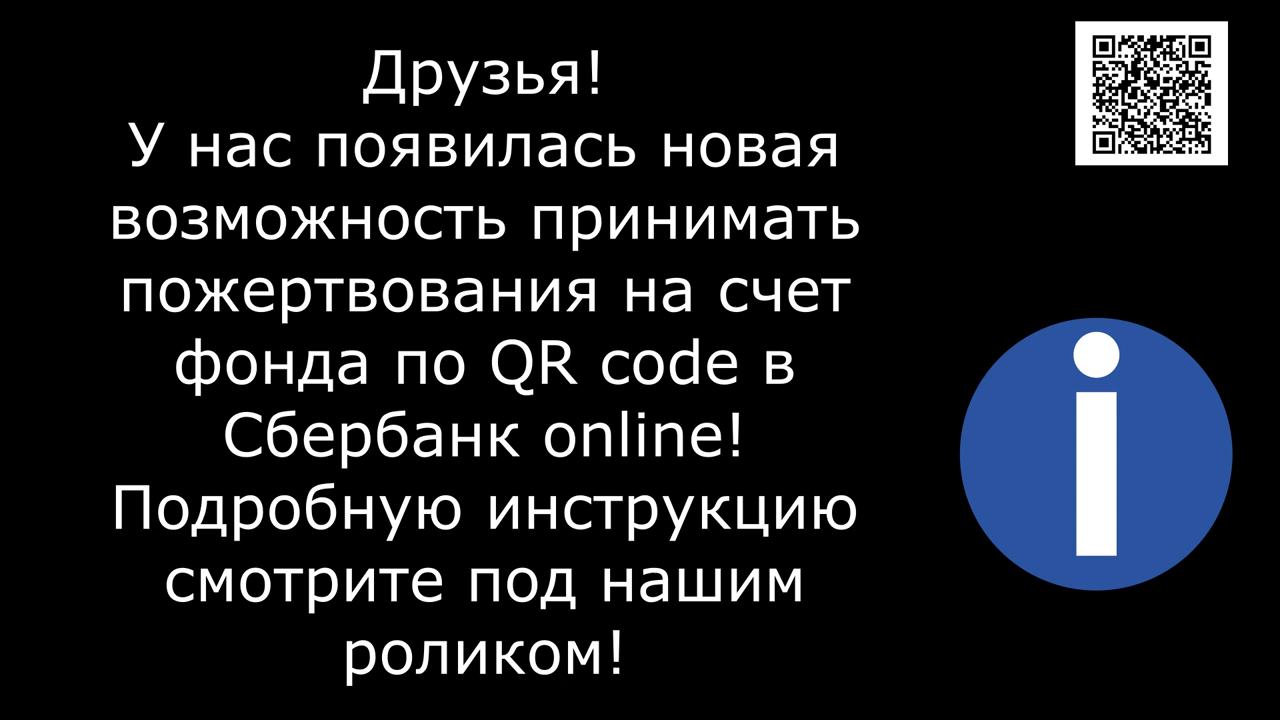 Друзья!
У нас появилась новая
возможность принимать
пожертвования на счет
фонда по QR code в
Сбербанк online!
Подробную инструкцию
смотрите под нашим
роликом!
i